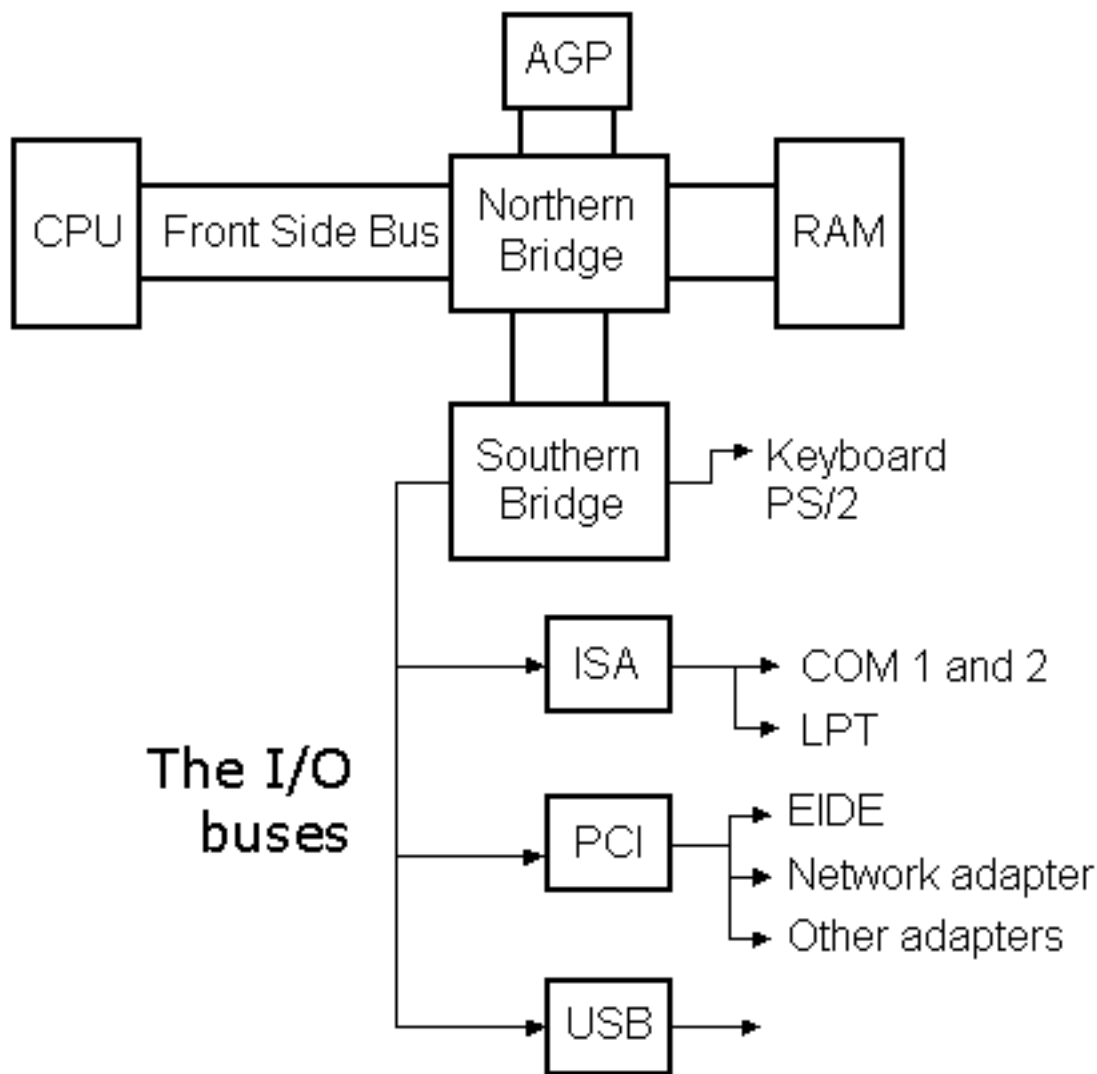 AGP
CPU
Front Side Bus
Northern
Bridge
RAM
Southern
Bridge
Keyboard
PS/2
ISA
COM 1 and 2
LPT
The I/O
buses
PCI
EIDE
Network adapter
Other adapters
USB